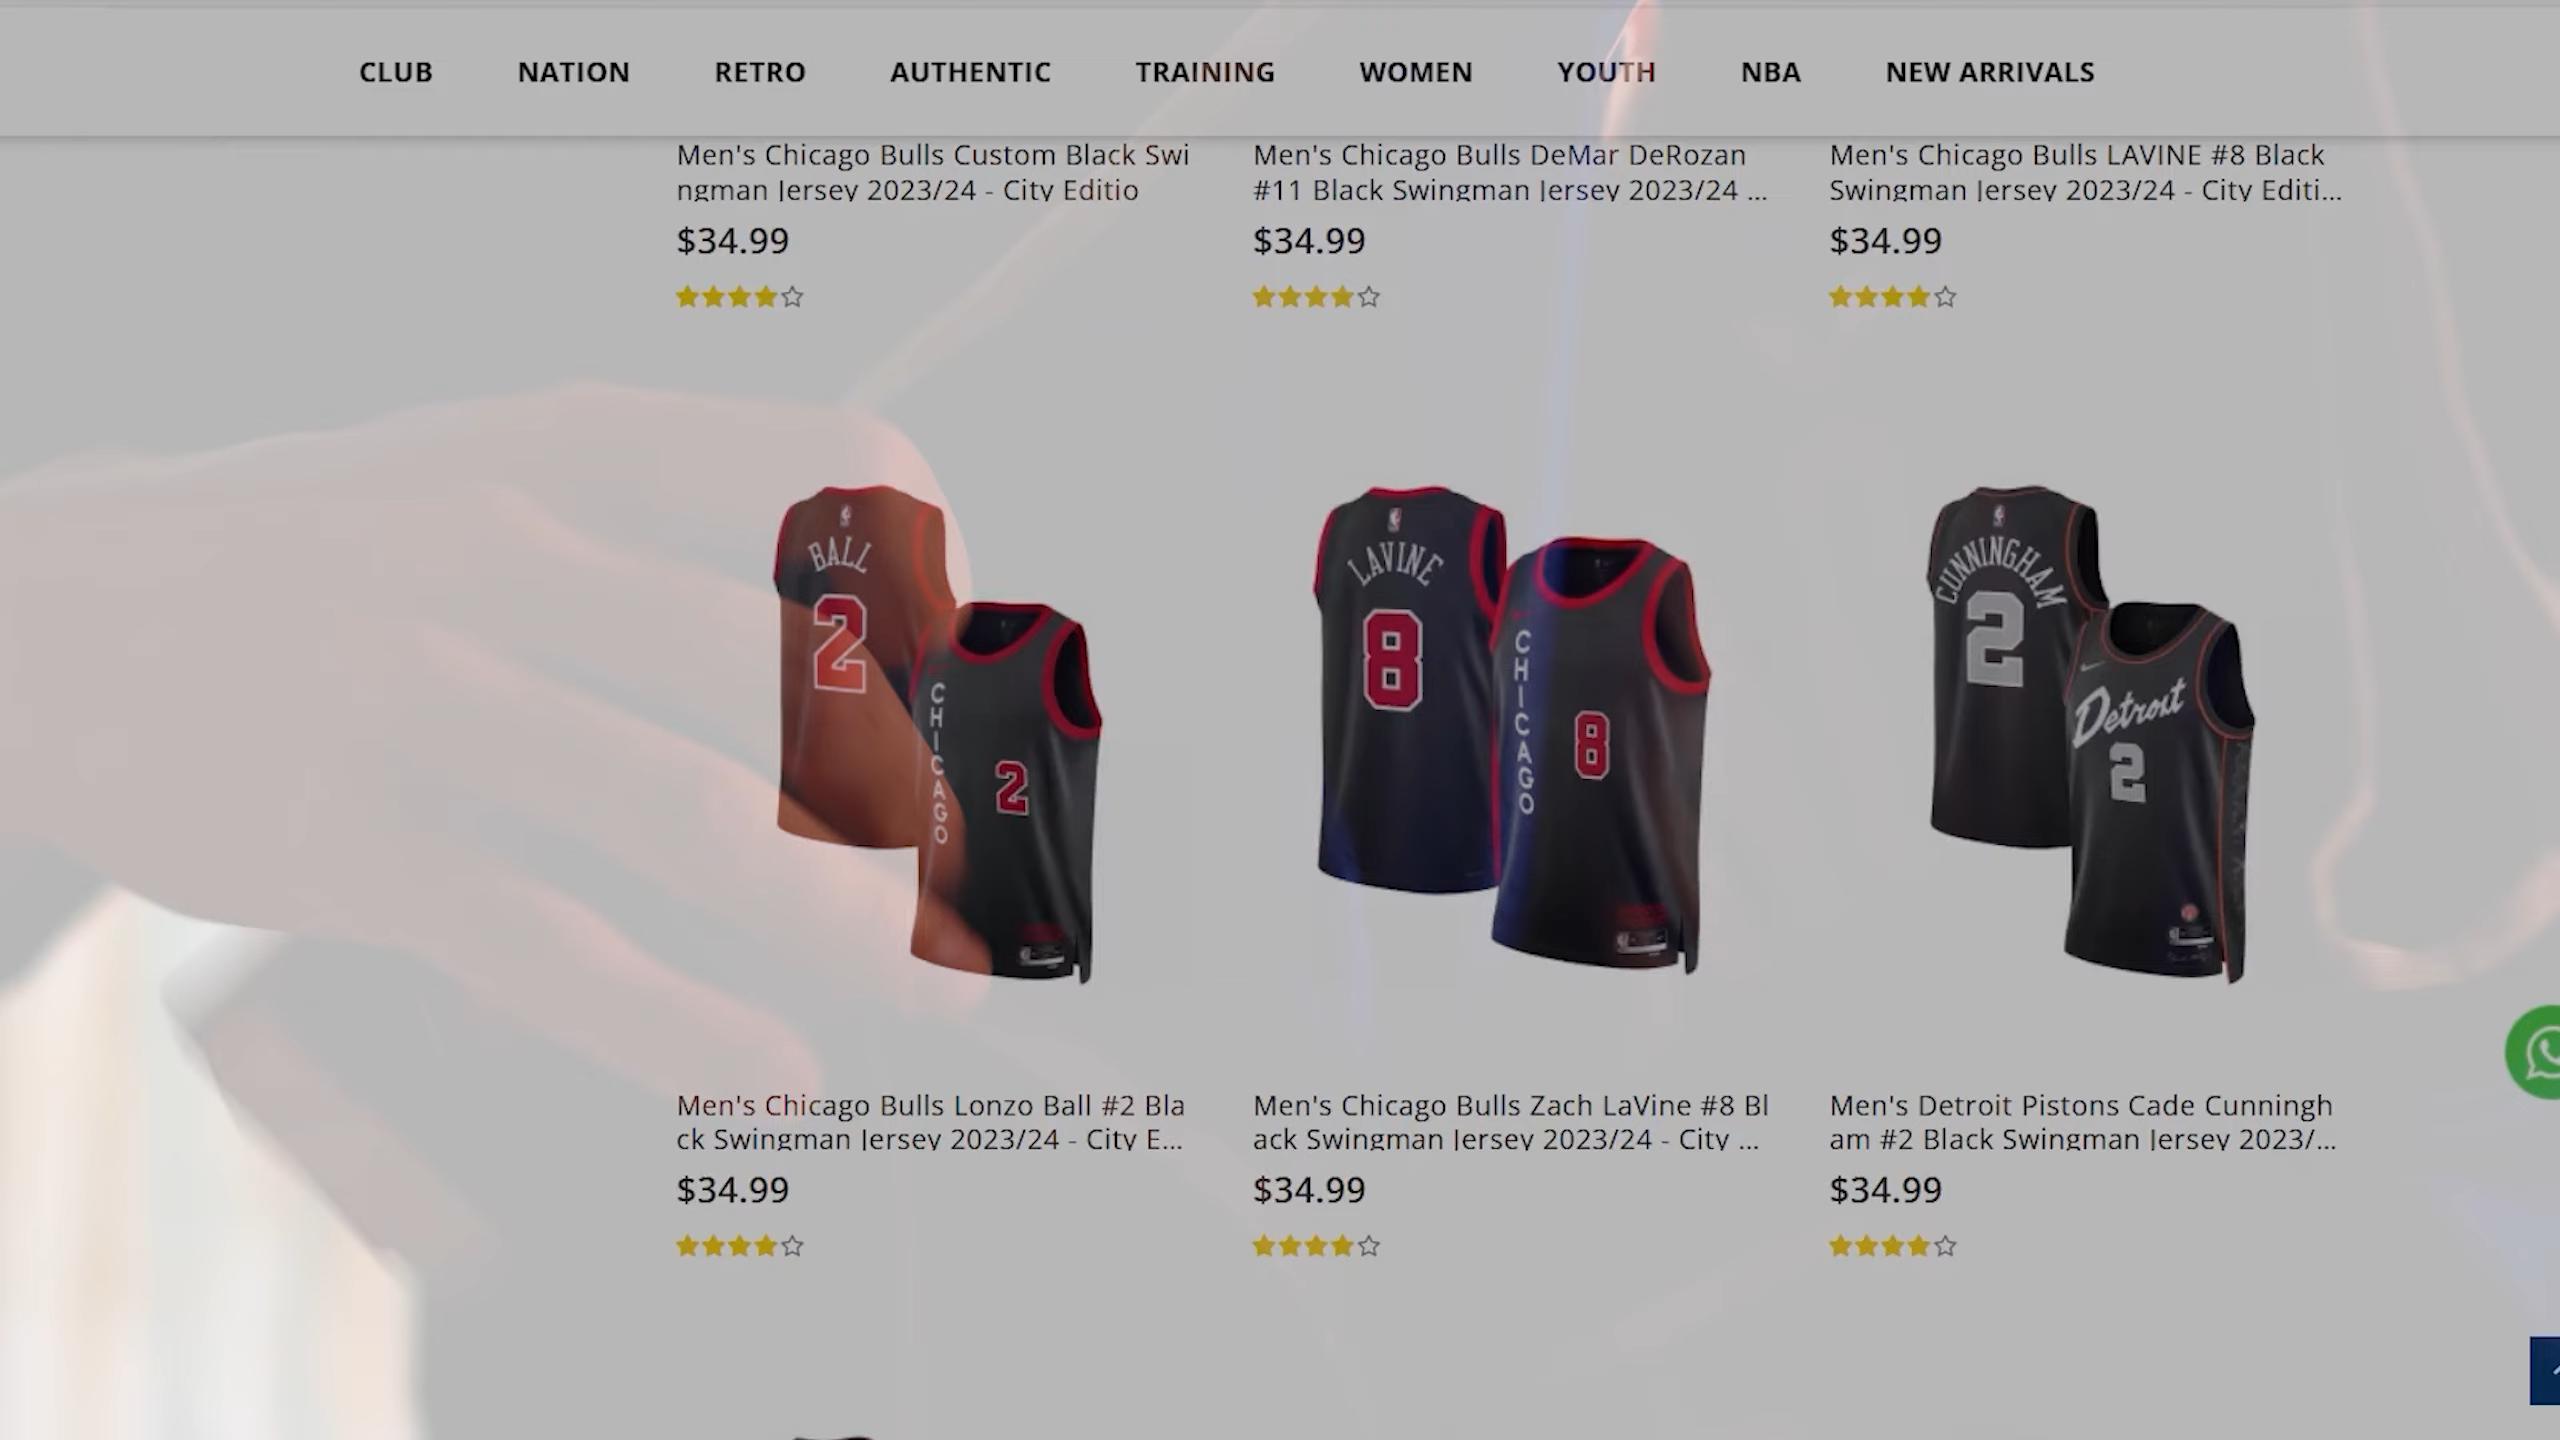 CLUB NATION RETRO AUTHENTIC TRAINING WOMEN YOUTH NBA NEW ARRIVALS
Men's Chicago Bulls Custom Black Swi
ngman Jersey 2023/24 - City Editio
$34.99
Men's Chicago Bulls DeMar DeRozan
#11 Black Swingman Jersey 2023/24 ...
$34.99
Men's Chicago Bulls LAVINE #8 Black
Swingman Jersey 2023/24 - City Editi...
$34.99
BALL
2
CHICAGO
2
LAVINE
8
CHICAGO
8
CUNNINGHAM
2
Detroit
2
Men's Chicago Bulls Lonzo Ball #2 Bla
ck Swingman Jersey 2023/24 - City E...
$34.99
Men's Chicago Bulls Zach LaVine #8 Bl
ack Swingman Jersey 2023/24 - City ...
$34.99
Men's Detroit Pistons Cade Cunningh
am #2 Black Swingman Jersey 2023/...
$34.99